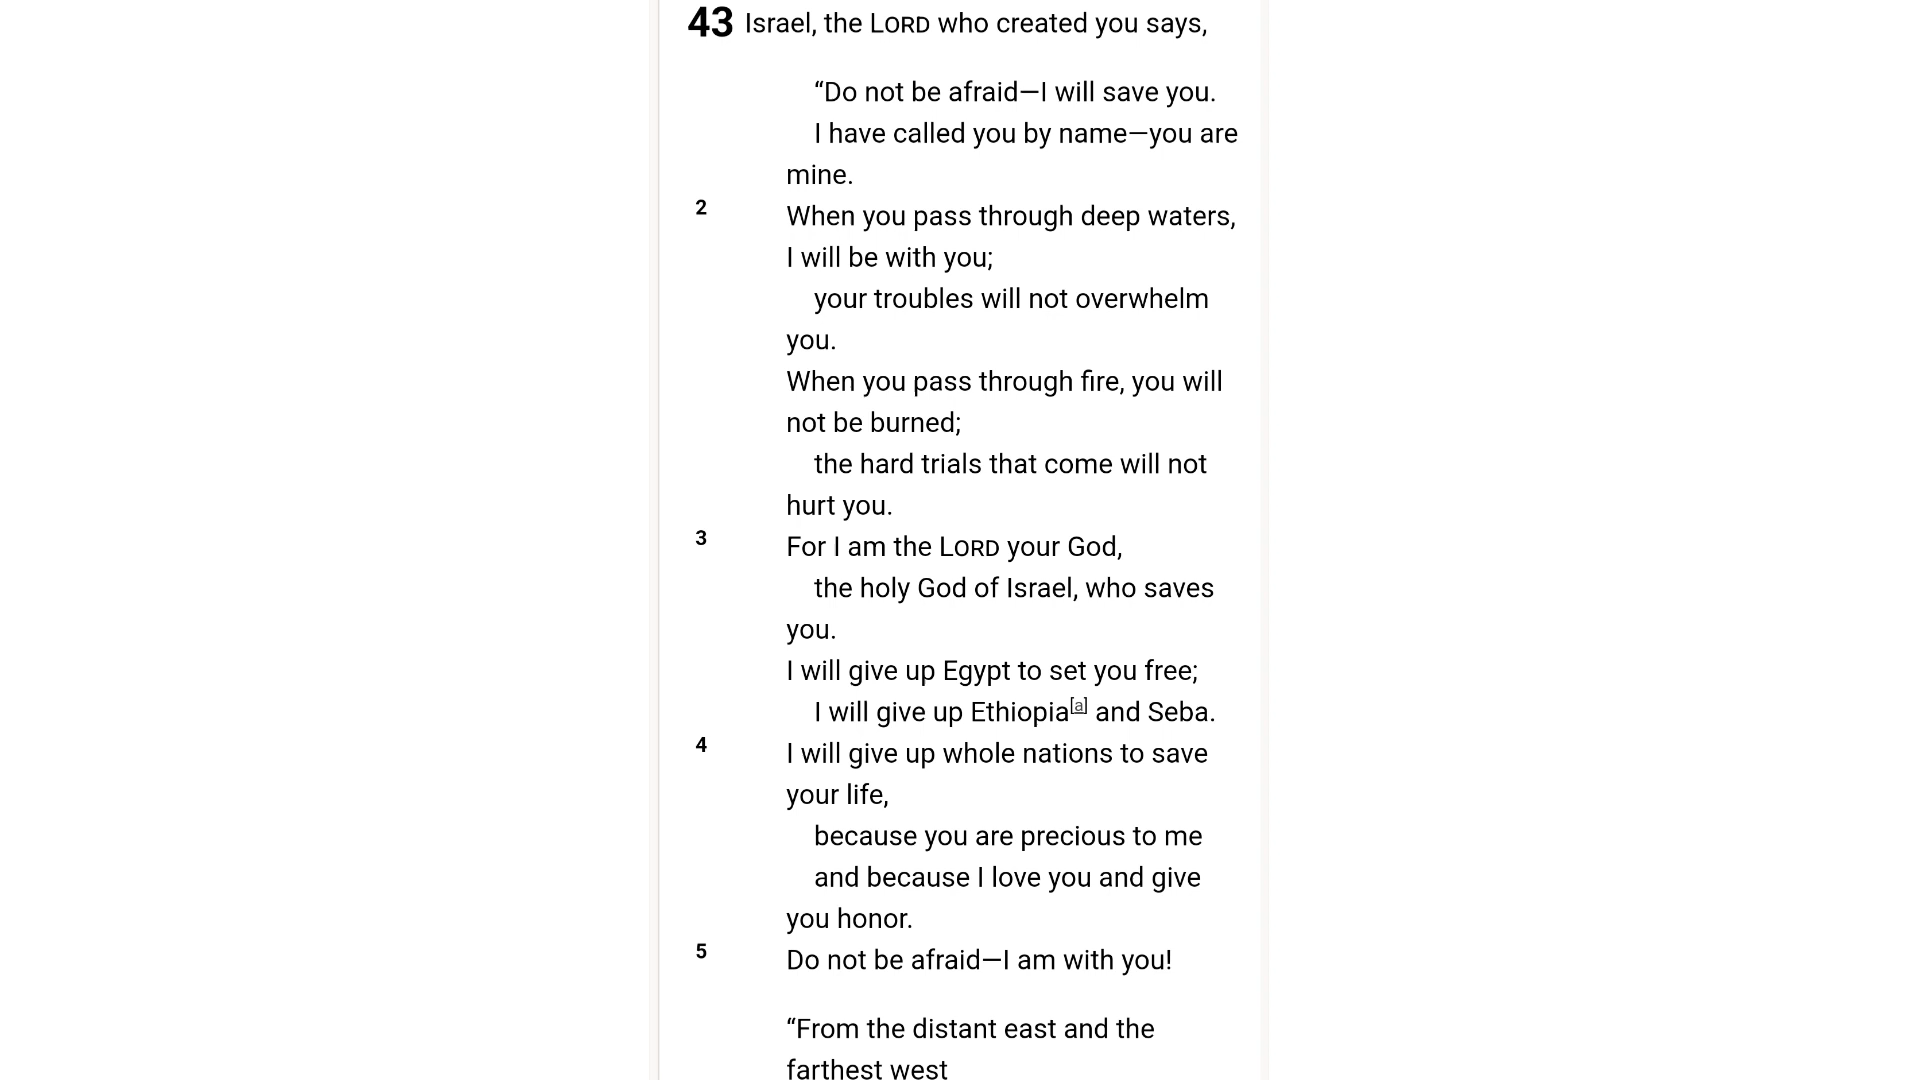 43 Israel, the LORD who created you says,
“Do not be afraid—I will save you.
I have called you by name—you are
mine.
2 When you pass through deep waters,
I will be with you;
your troubles will not overwhelm
you.
When you pass through fire, you will
not be burned;
the hard trials that come will not
hurt you.
3 For I am the LORD your God,
the holy God of Israel, who saves
you.
I will give up Egypt to set you free;
I will give up Ethiopia[a] and Seba.
4 I will give up whole nations to save
your life,
because you are precious to me
and because I love you and give
you honor.
5 Do not be afraid—I am with you!
“From the distant east and the
farthest west